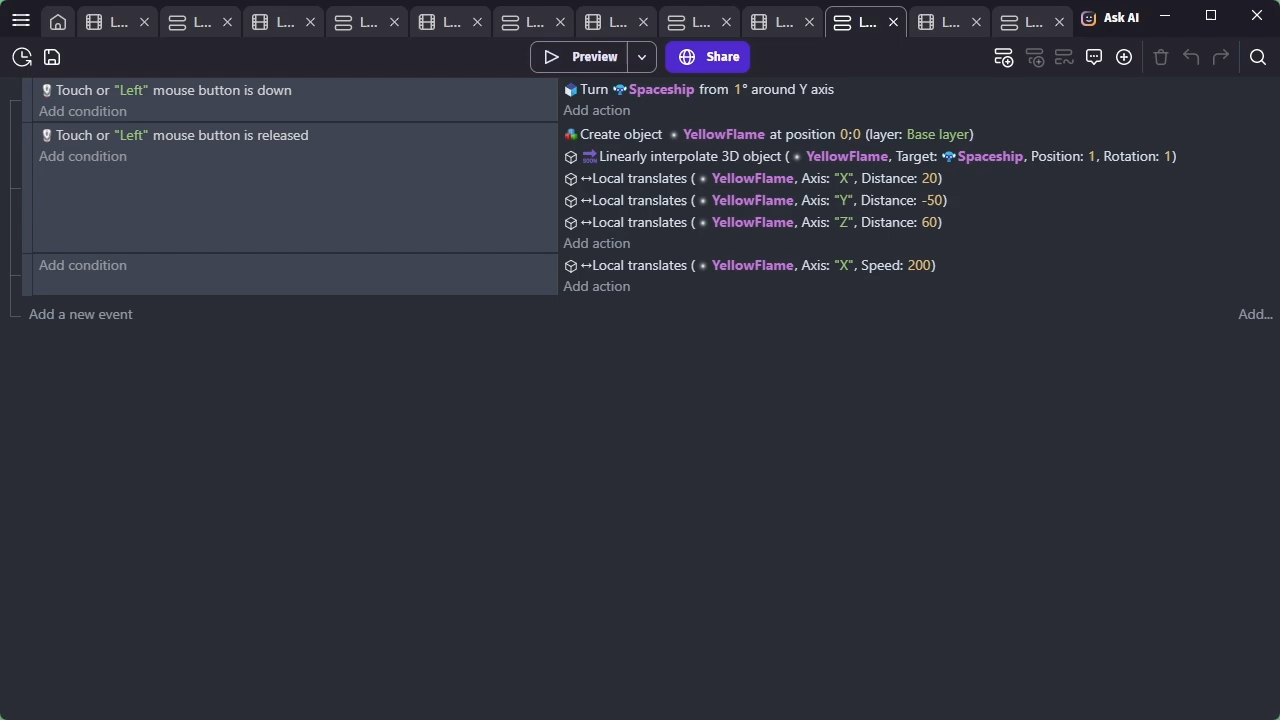 L... L... L... L... L... L... L... L... L... L... L... L... Ask AI
Preview Share
Touch or "Left" mouse button is down
Add condition
Turn Spaceship from 1° around Y axis
Add action
Touch or "Left" mouse button is released
Add condition
Create object YellowFlame at position 0;0 (layer: Base layer)
Linearly interpolate 3D object ( YellowFlame, Target: Spaceship, Position: 1, Rotation: 1)
Local translates ( YellowFlame, Axis: "X", Distance: 20)
Local translates ( YellowFlame, Axis: "Y", Distance: -50)
Local translates ( YellowFlame, Axis: "Z", Distance: 60)
Add action
Add condition
Local translates ( YellowFlame, Axis: "X", Speed: 200)
Add action
Add a new event Add...